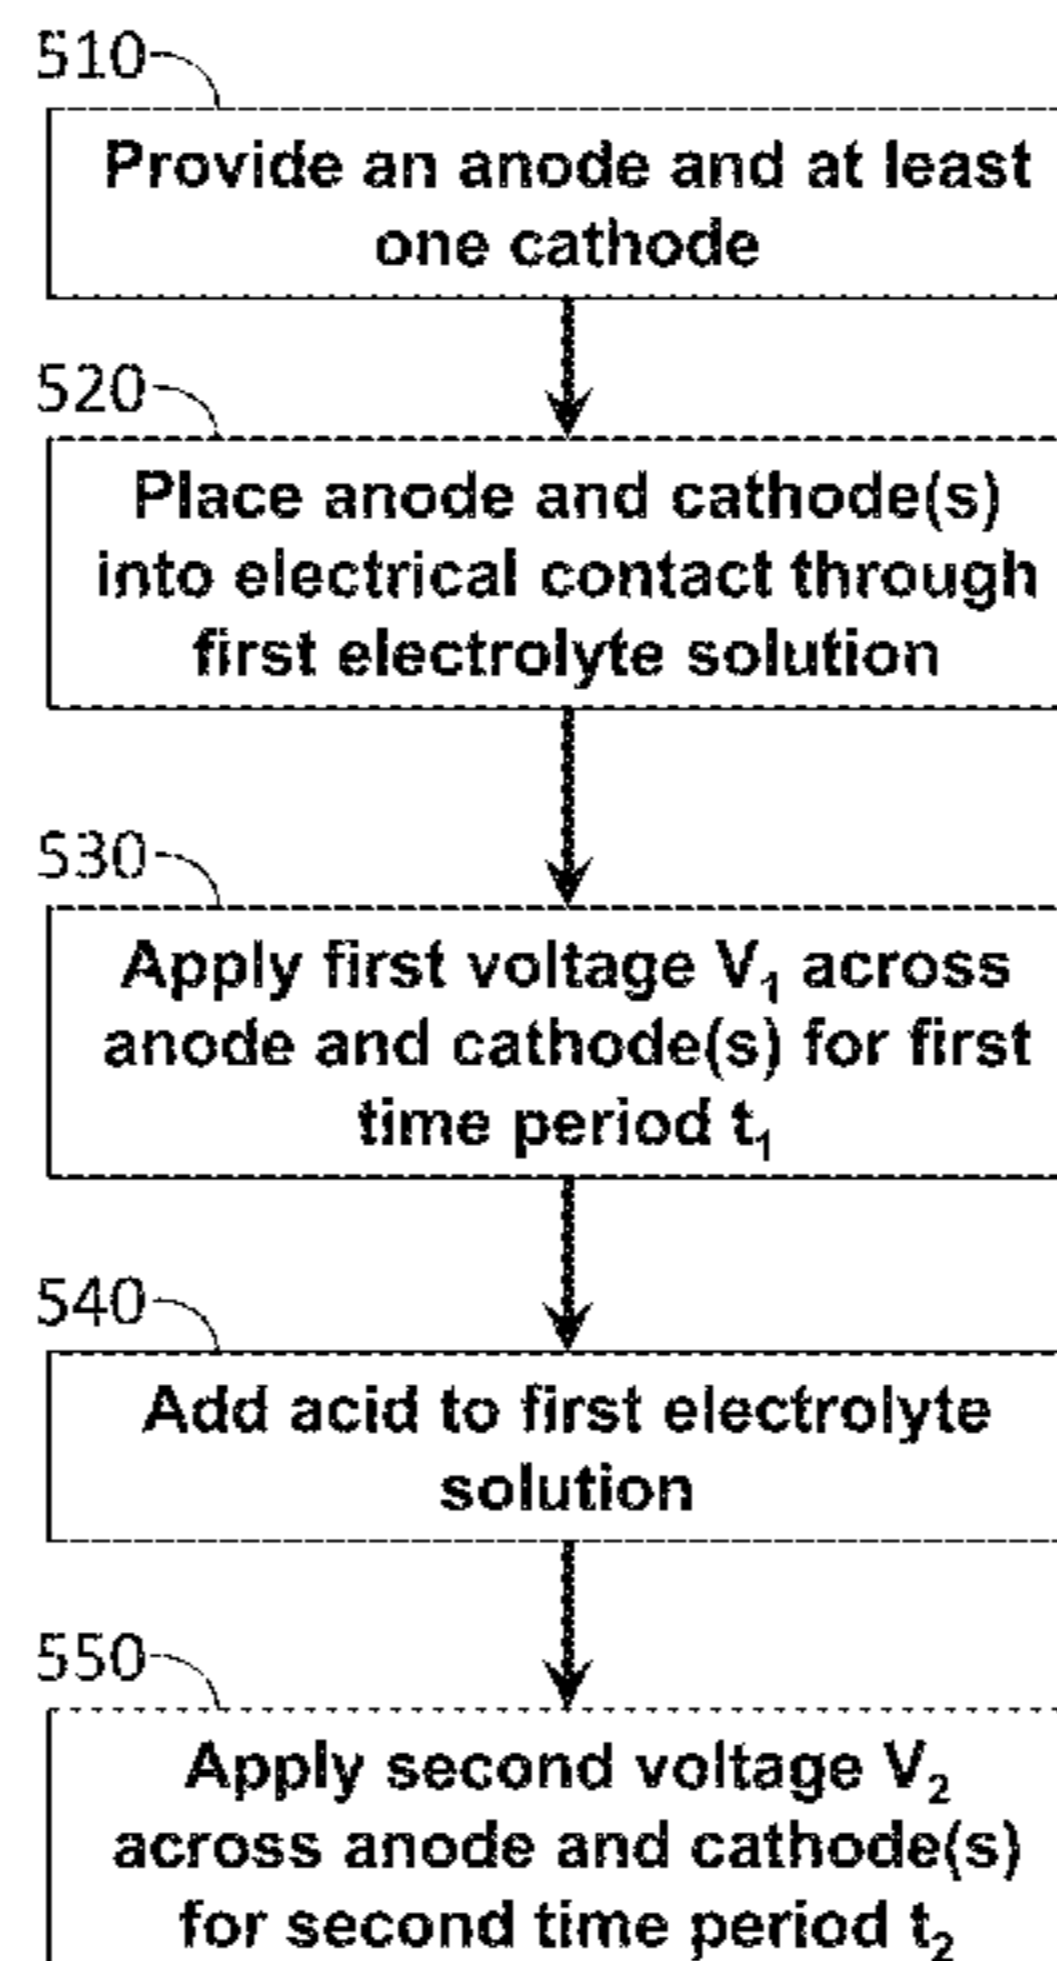 510
Provide an anode and at least
one cathode
520
Place anode and cathode(s)
into electrical contact through
first electrolyte solution
530
Apply first voltage V₁ across
anode and cathode(s) for first
time period t₁
540
Add acid to first electrolyte
solution
550
Apply second voltage V₂
across anode and cathode(s)
for second time period t₂